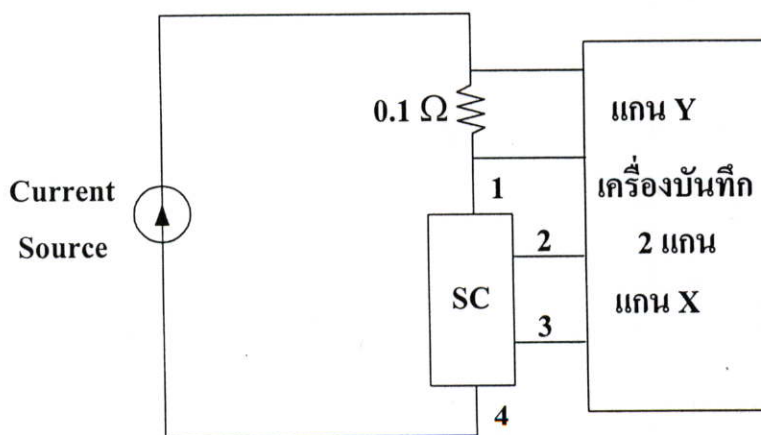 0.1 Ω
แกน Y
Current
Source
1
เครื่องบันทึก
2
2 แกน
SC
แกน X
3
4